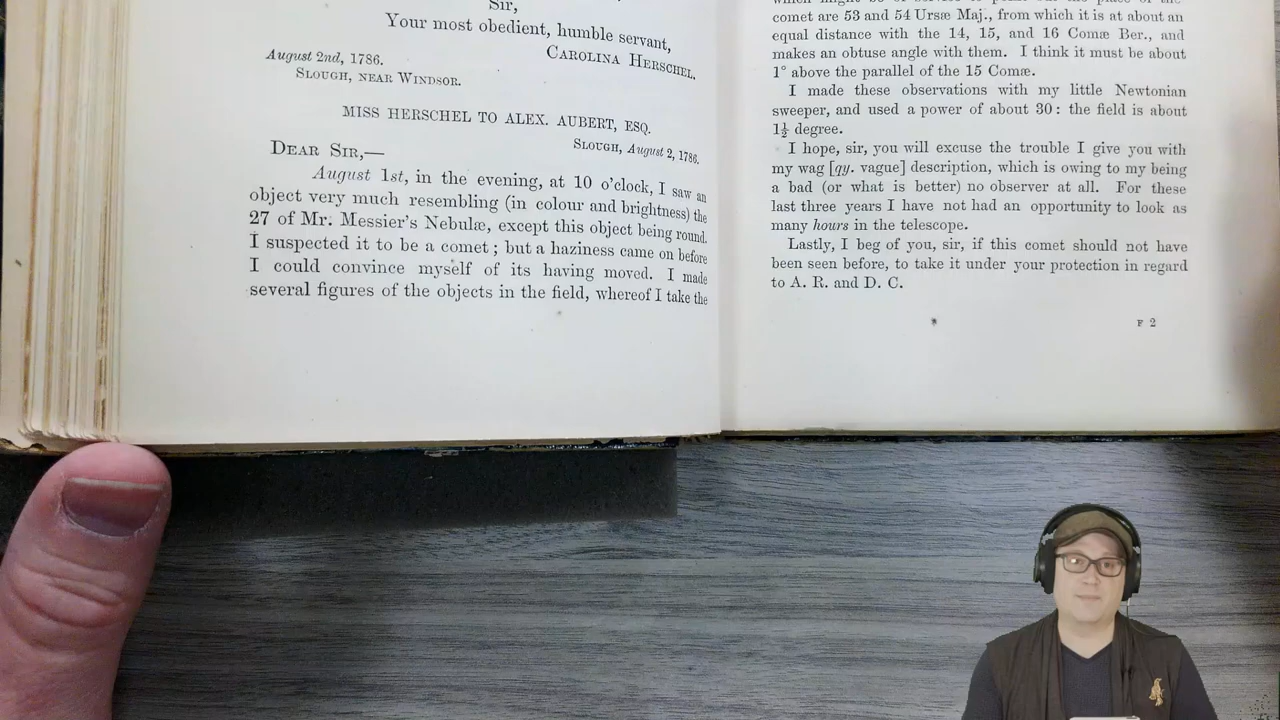 Sir,
Your most obedient, humble servant,
CAROLINA HERSCHEL.
August 2nd, 1786.
SLOUGH, NEAR WINDSOR.
MISS HERSCHEL TO ALEX. AUBERT, ESQ.
SLOUGH, August 2, 1786.
DEAR SIR,—
August 1st, in the evening, at 10 o'clock, I saw an
object very much resembling (in colour and brightness) the
27 of Mr. Messier's Nebulæ, except this object being round.
I suspected it to be a comet; but a haziness came on before
I could convince myself of its having moved. I made
several figures of the objects in the field, whereof I take the
comet are 53 and 54 Ursæ Maj., from which it is at about an
equal distance with the 14, 15, and 16 Comæ Ber., and
makes an obtuse angle with them. I think it must be about
1° above the parallel of the 15 Comæ.
I made these observations with my little Newtonian
sweeper, and used a power of about 30: the field is about
1½ degree.
I hope, sir, you will excuse the trouble I give you with
my wag [qy. vague] description, which is owing to my being
a bad (or what is better) no observer at all. For these
last three years I have not had an opportunity to look as
many hours in the telescope.
Lastly, I beg of you, sir, if this comet should not have
been seen before, to take it under your protection in regard
to A. R. and D. C.
F 2